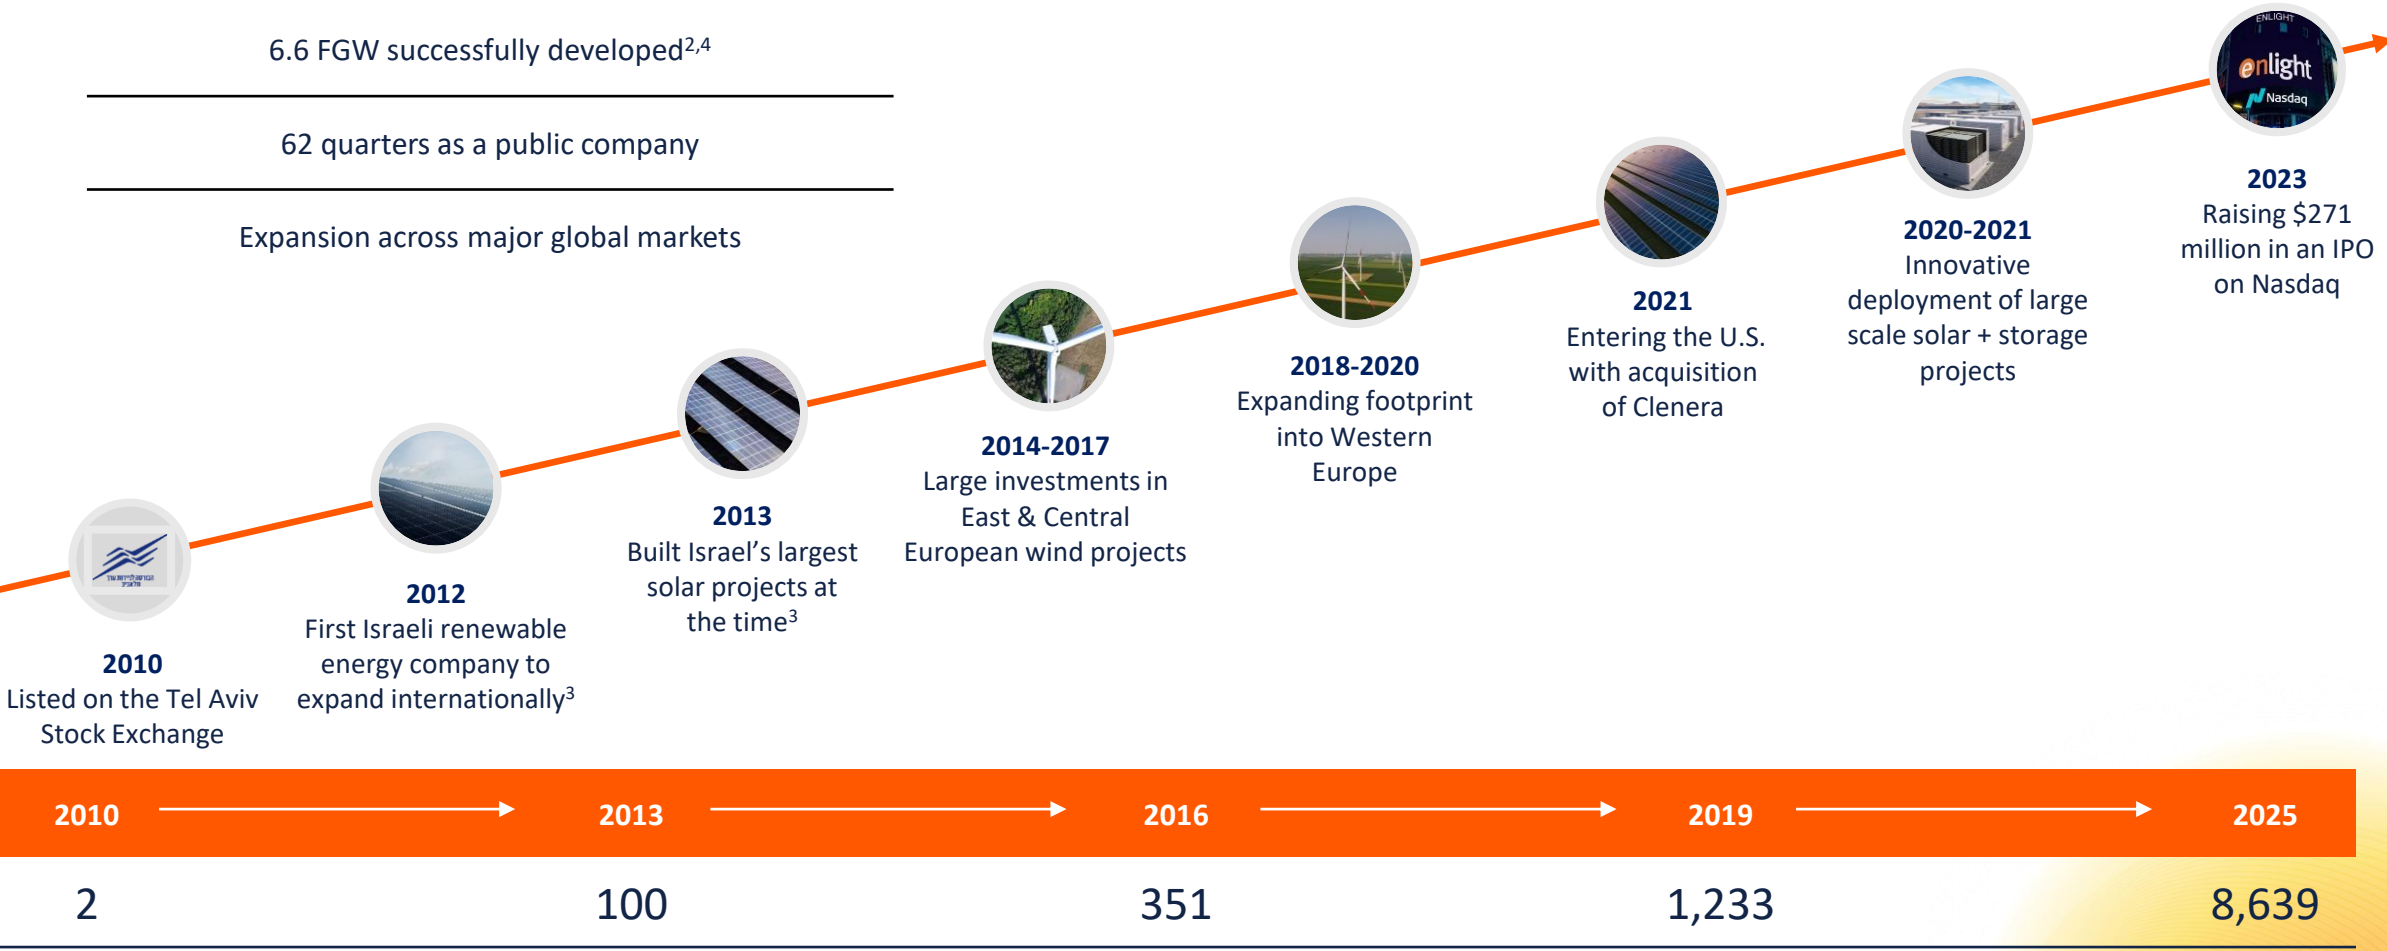 6.6 FGW successfully developed2,4
62 quarters as a public company
Expansion across major global markets
2010
Listed on the Tel Aviv
Stock Exchange
2012
First Israeli renewable
energy company to
expand internationally3
2013
Built Israel’s largest
solar projects at
the time3
2014-2017
Large investments in
East & Central
European wind projects
2018-2020
Expanding footprint
into Western
Europe
2021
Entering the U.S.
with acquisition
of Clenera
2020-2021
Innovative
deployment of large
scale solar + storage
projects
ENLIGHT
enlight
Nasdaq
2023
Raising $271
million in an IPO
on Nasdaq
2010 2013 2016 2019 2025
2 100 351 1,233 8,639